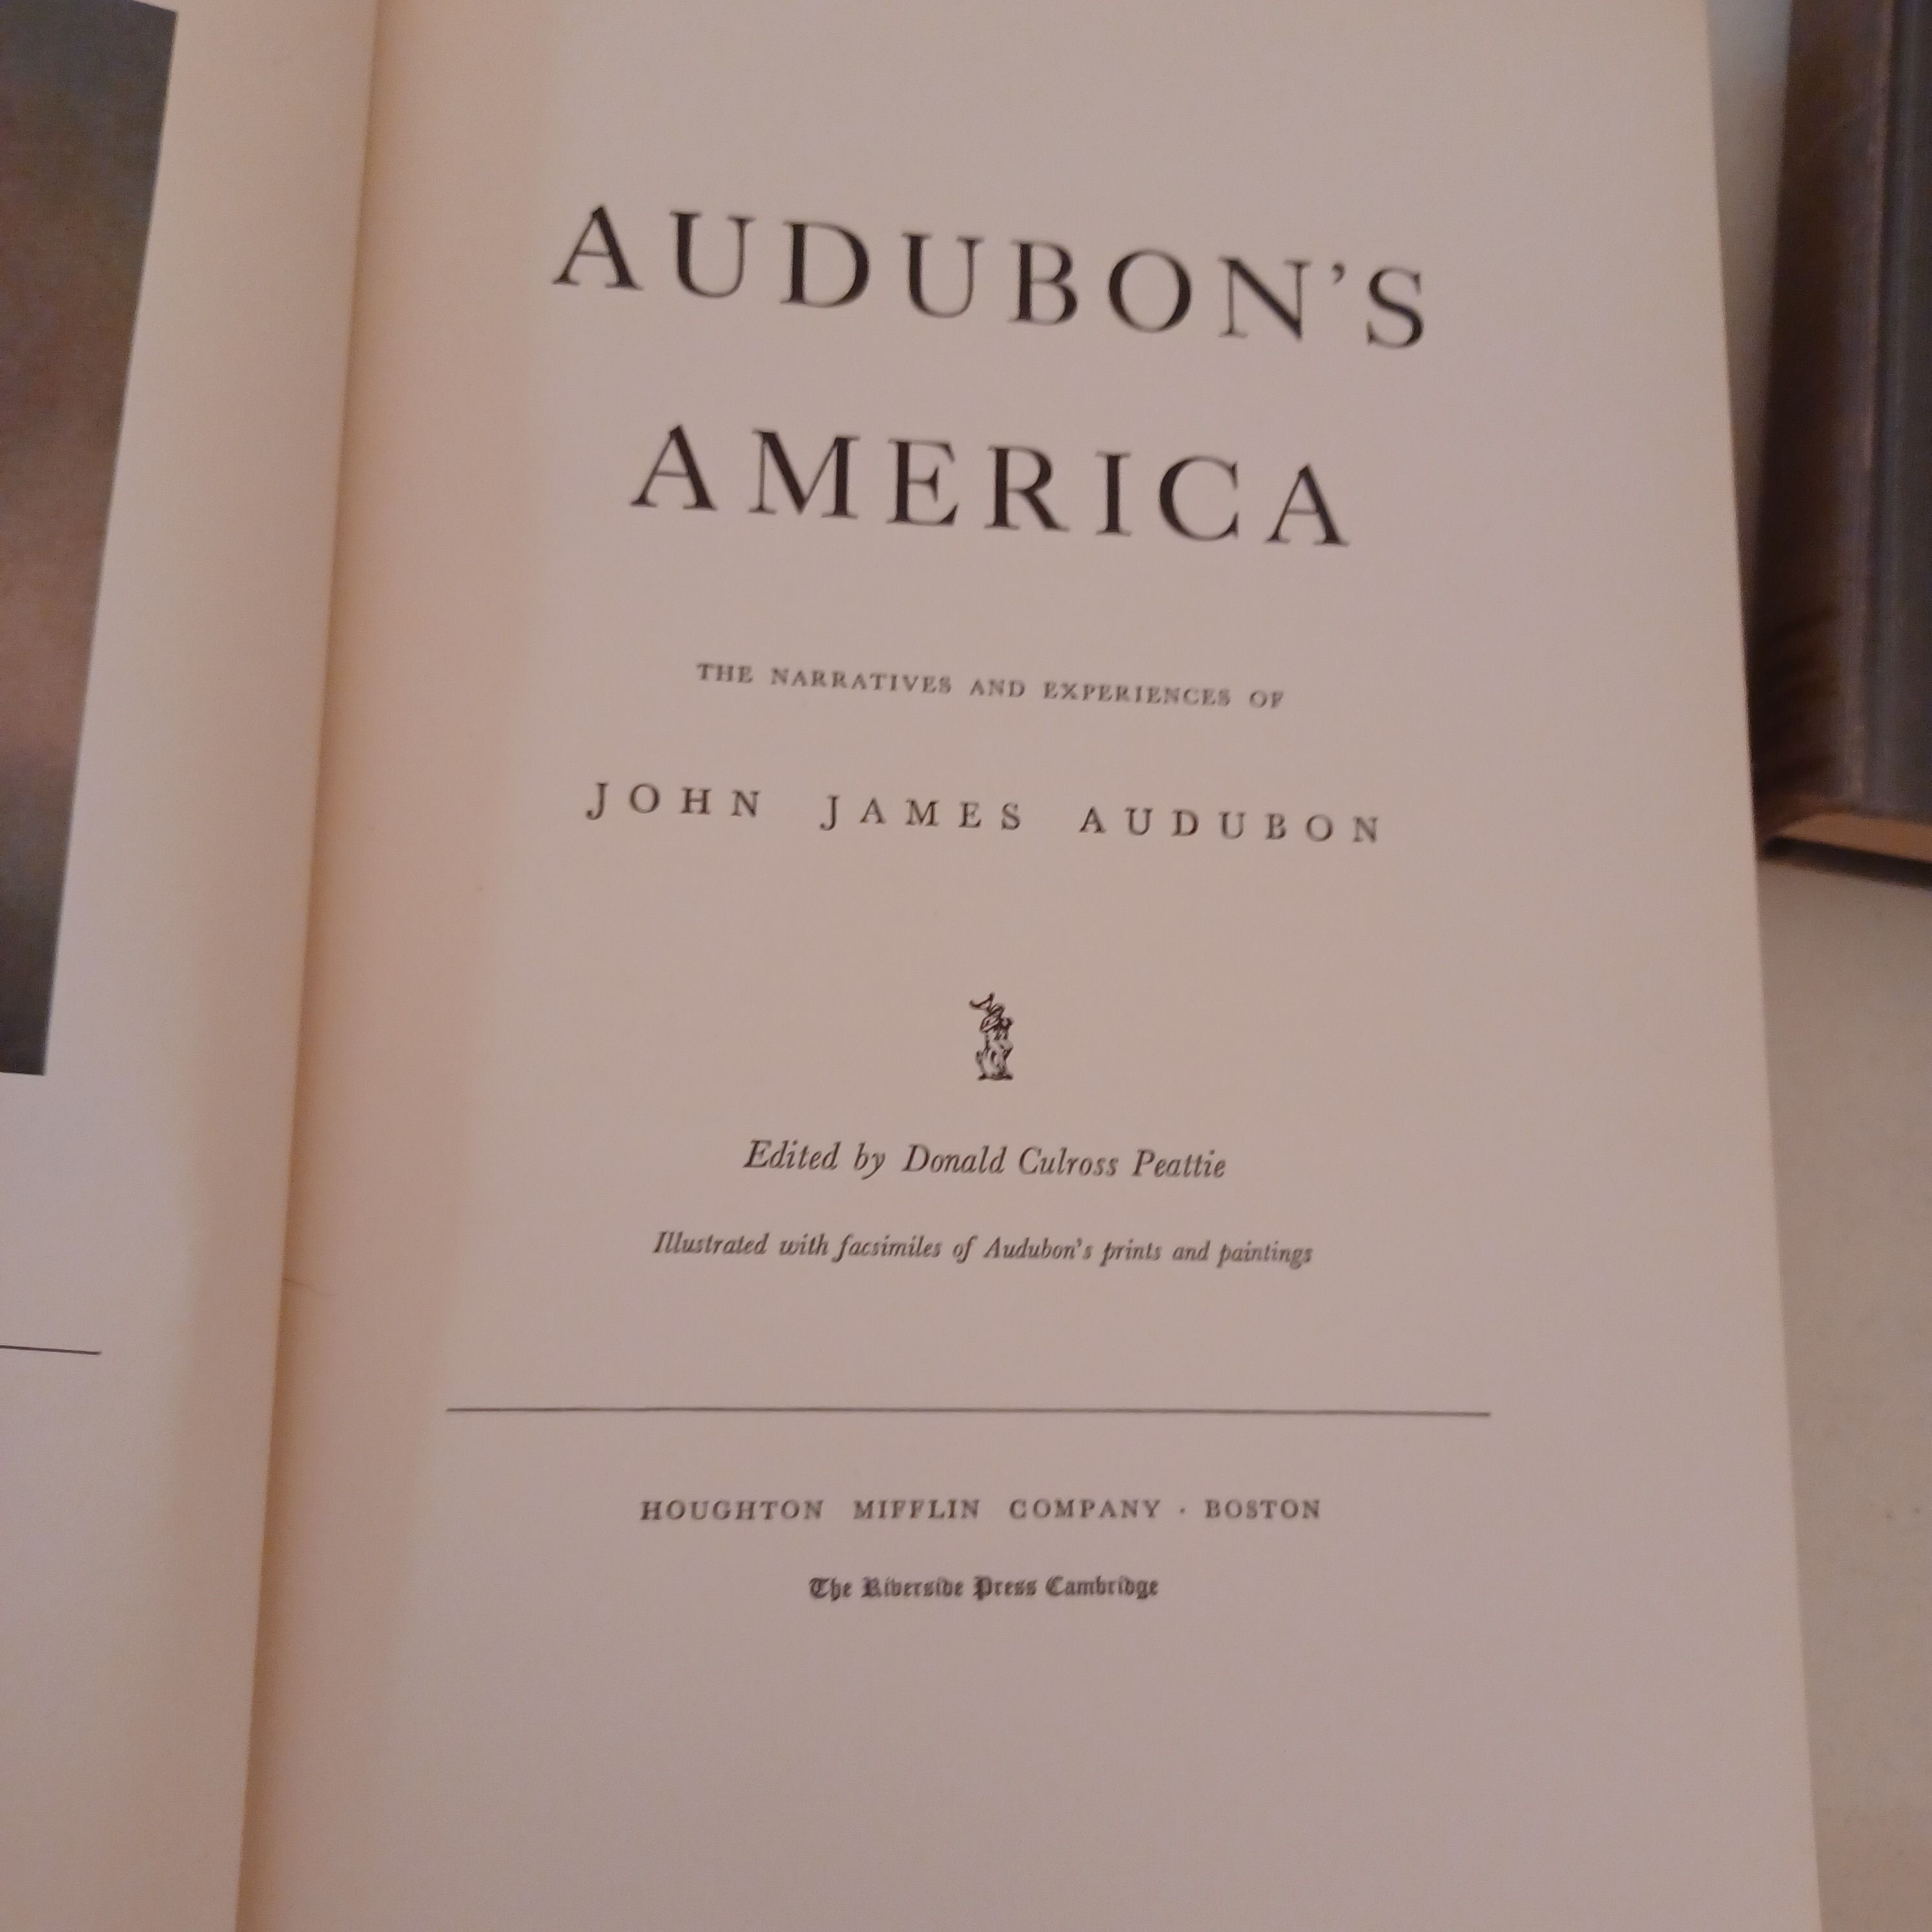 AUDUBON'S
AMERICA
THE NARRATIVES AND EXPERIENCES OF
JOHN JAMES AUDUBON
Edited by Donald Culross Peattie
Illustrated with facsimiles of Audubon's prints and paintings
HOUGHTON MIFFLIN COMPANY · BOSTON
The Riverside Press Cambridge